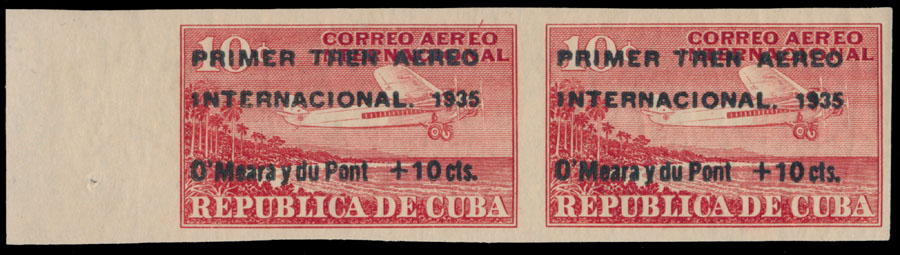 10c CORREO AEREO
INTERNACIONAL
PRIMER TREN AEREO
INTERNACIONAL. 1935
O'Meara y du Pont +10 cts.
REPUBLICA DE CUBA
10c CORREO AEREO
INTERNACIONAL
PRIMER TREN AEREO
INTERNACIONAL. 1935
O'Meara y du Pont +10 cts.
REPUBLICA DE CUBA